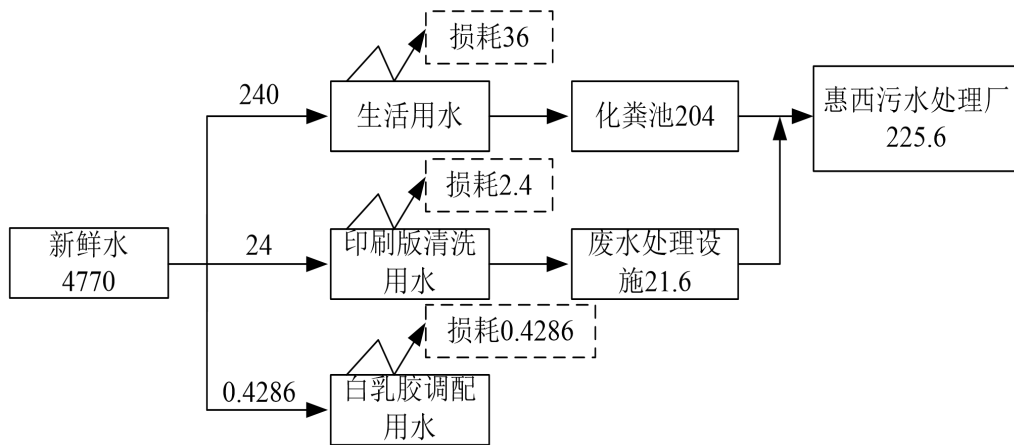 损耗36
240
生活用水
化粪池204
惠西污水处理厂
225.6
损耗2.4
新鲜水
4770
24
印刷版清洗
用水
废水处理设
施21.6
损耗0.4286
0.4286
白乳胶调配
用水